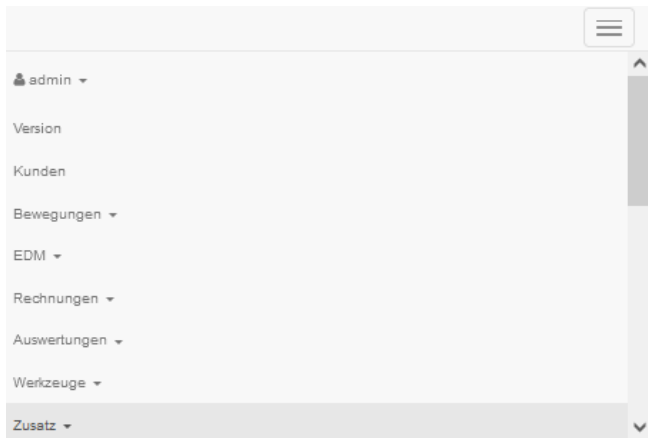 admin
Version
Kunden
Bewegungen
EDM
Rechnungen
Auswertungen
Werkzeuge
Zusatz